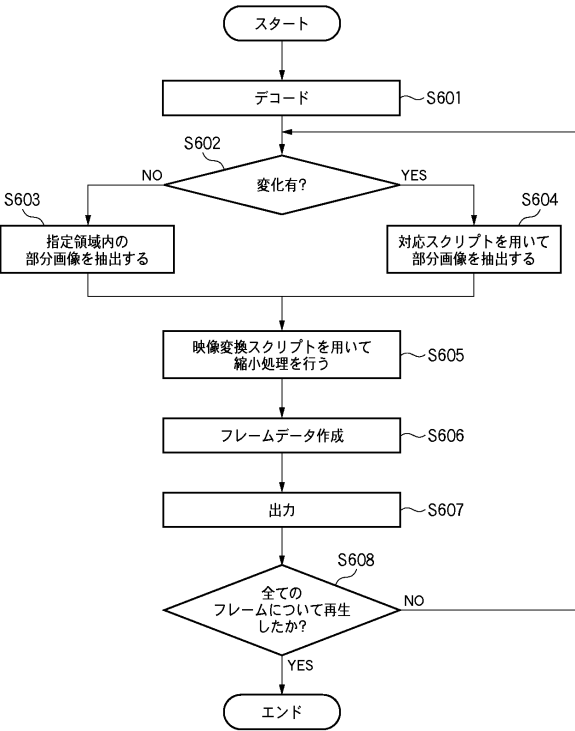 スタート
デコード
S601
S602
変化有?
NO
YES
S603
指定領域内の
部分画像を抽出する
S604
対応スクリプトを用いて
部分画像を抽出する
映像変換スクリプトを用いて
縮小処理を行う
S605
フレームデータ作成
S606
出力
S607
S608
全ての
フレームについて再生
したか?
NO
YES
エンド